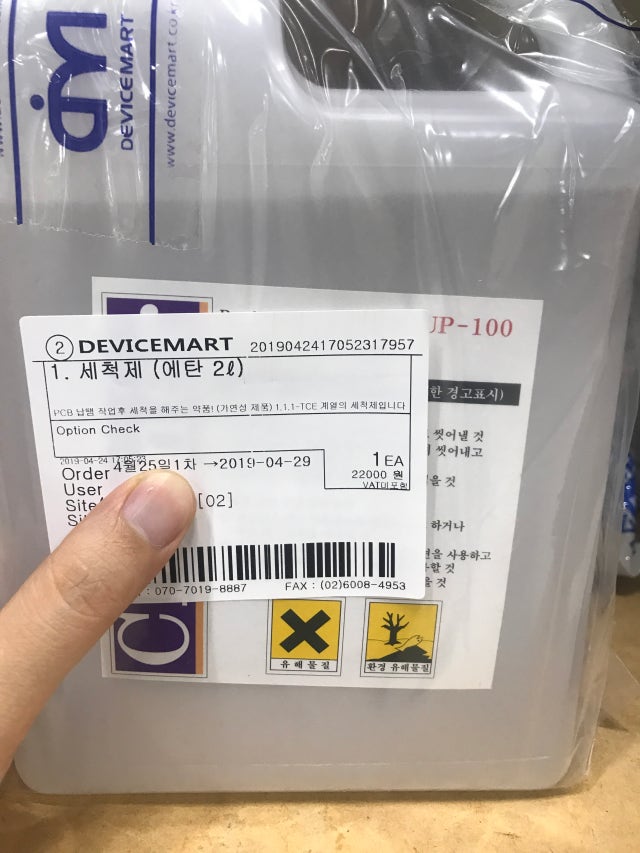 DEVICEMART
www.devicemart.co.k
UP-100
② DEVICEMART 2019042417052317957
1. 세척제 (에탄 2ℓ)
PCB 납땜 작업후 세척을 해주는 약품! (가연성 제품) 1.1.1-TCE 계열의 세척제입니다
Option Check
2019-04-24 17:05:23
Order 4월25일1차 →2019-04-29
1 EA
22000 원
VAT미포함
User
Site
[02]
: 070-7019-8887 FAX : (02)6008-4953
한 경고표시)
씻어낼 것
씻어내고
것
하거나
사용하고
할 것
것
유해물질
환경 유해물질